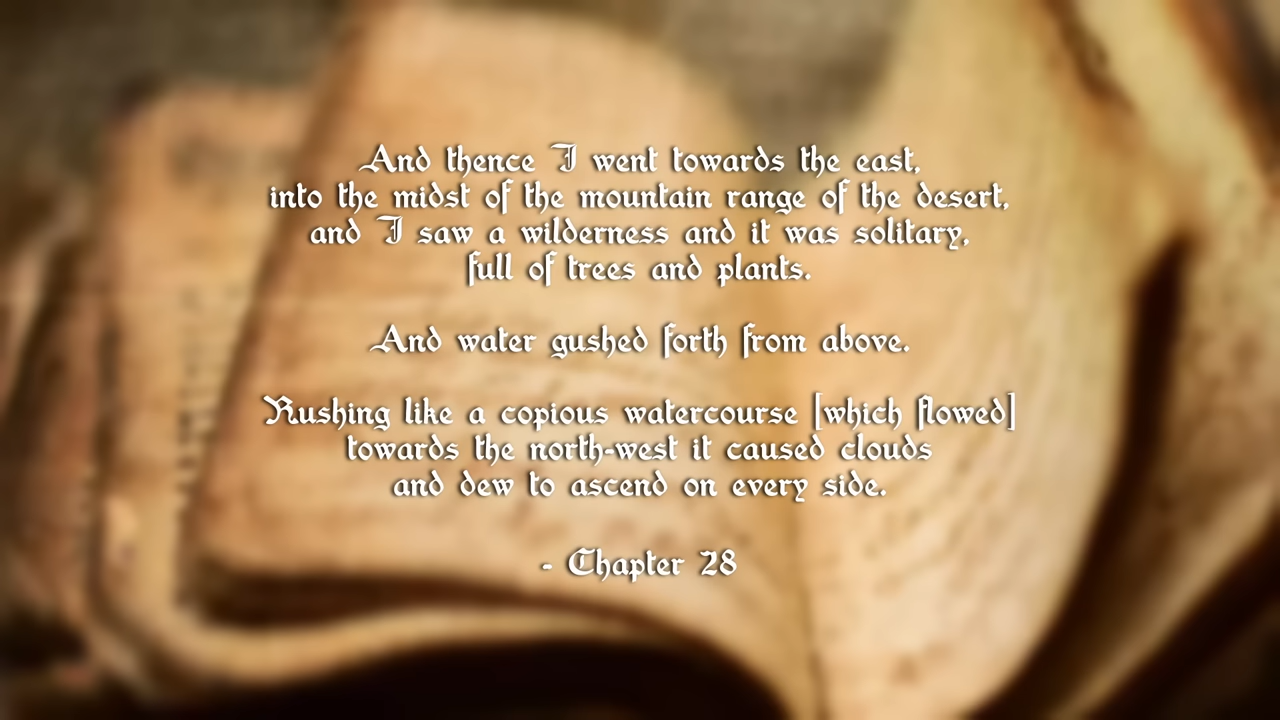 And thence I went towards the east,
into the midst of the mountain range of the desert,
and I saw a wilderness and it was solitary,
full of trees and plants.
And water gushed forth from above.
Rushing like a copious watercourse [which flowed]
towards the north-west it caused clouds
and dew to ascend on every side.
- Chapter 28